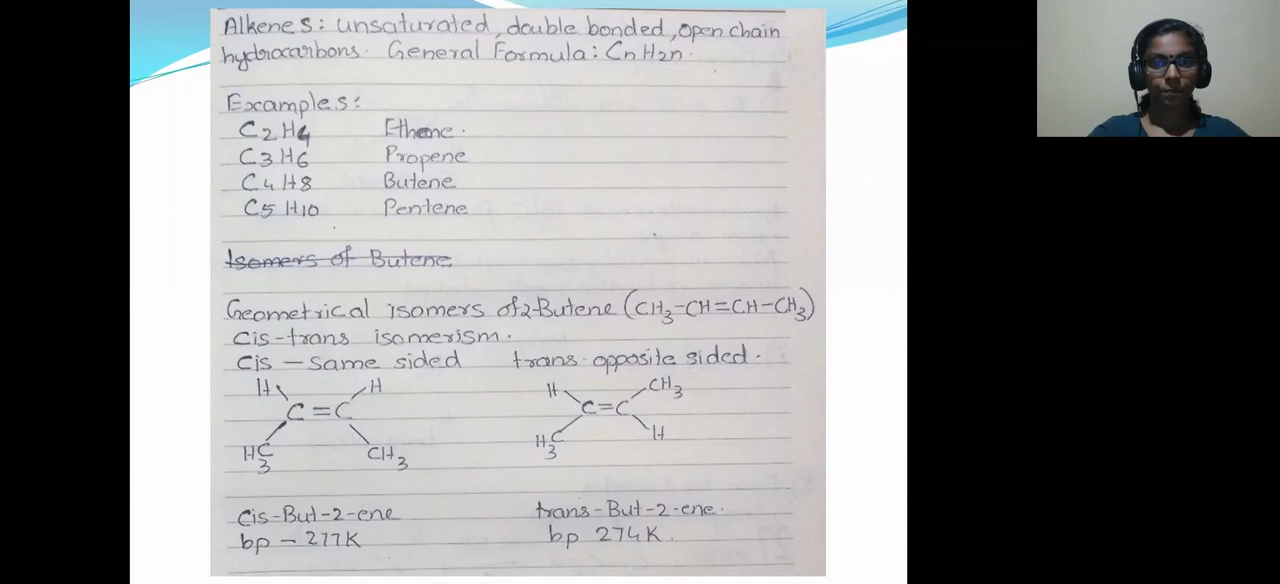 Alkenes: unsaturated, double bonded, open chain
hydrocarbons. General Formula: CnH2n.
Examples:
C2H4 Ethene.
C3H6 Propene
C4H8 Butene
C5H10 Pentene
Isomers of Butene
Geometrical isomers of 2-Butene (CH3-CH=CH-CH3)
Cis-trans isomerism.
Cis - same sided trans - opposite sided.
H H H CH3
C=C C=C
H3C CH3 H3C H
Cis-But-2-ene trans-But-2-ene.
bp - 277K bp 274K.